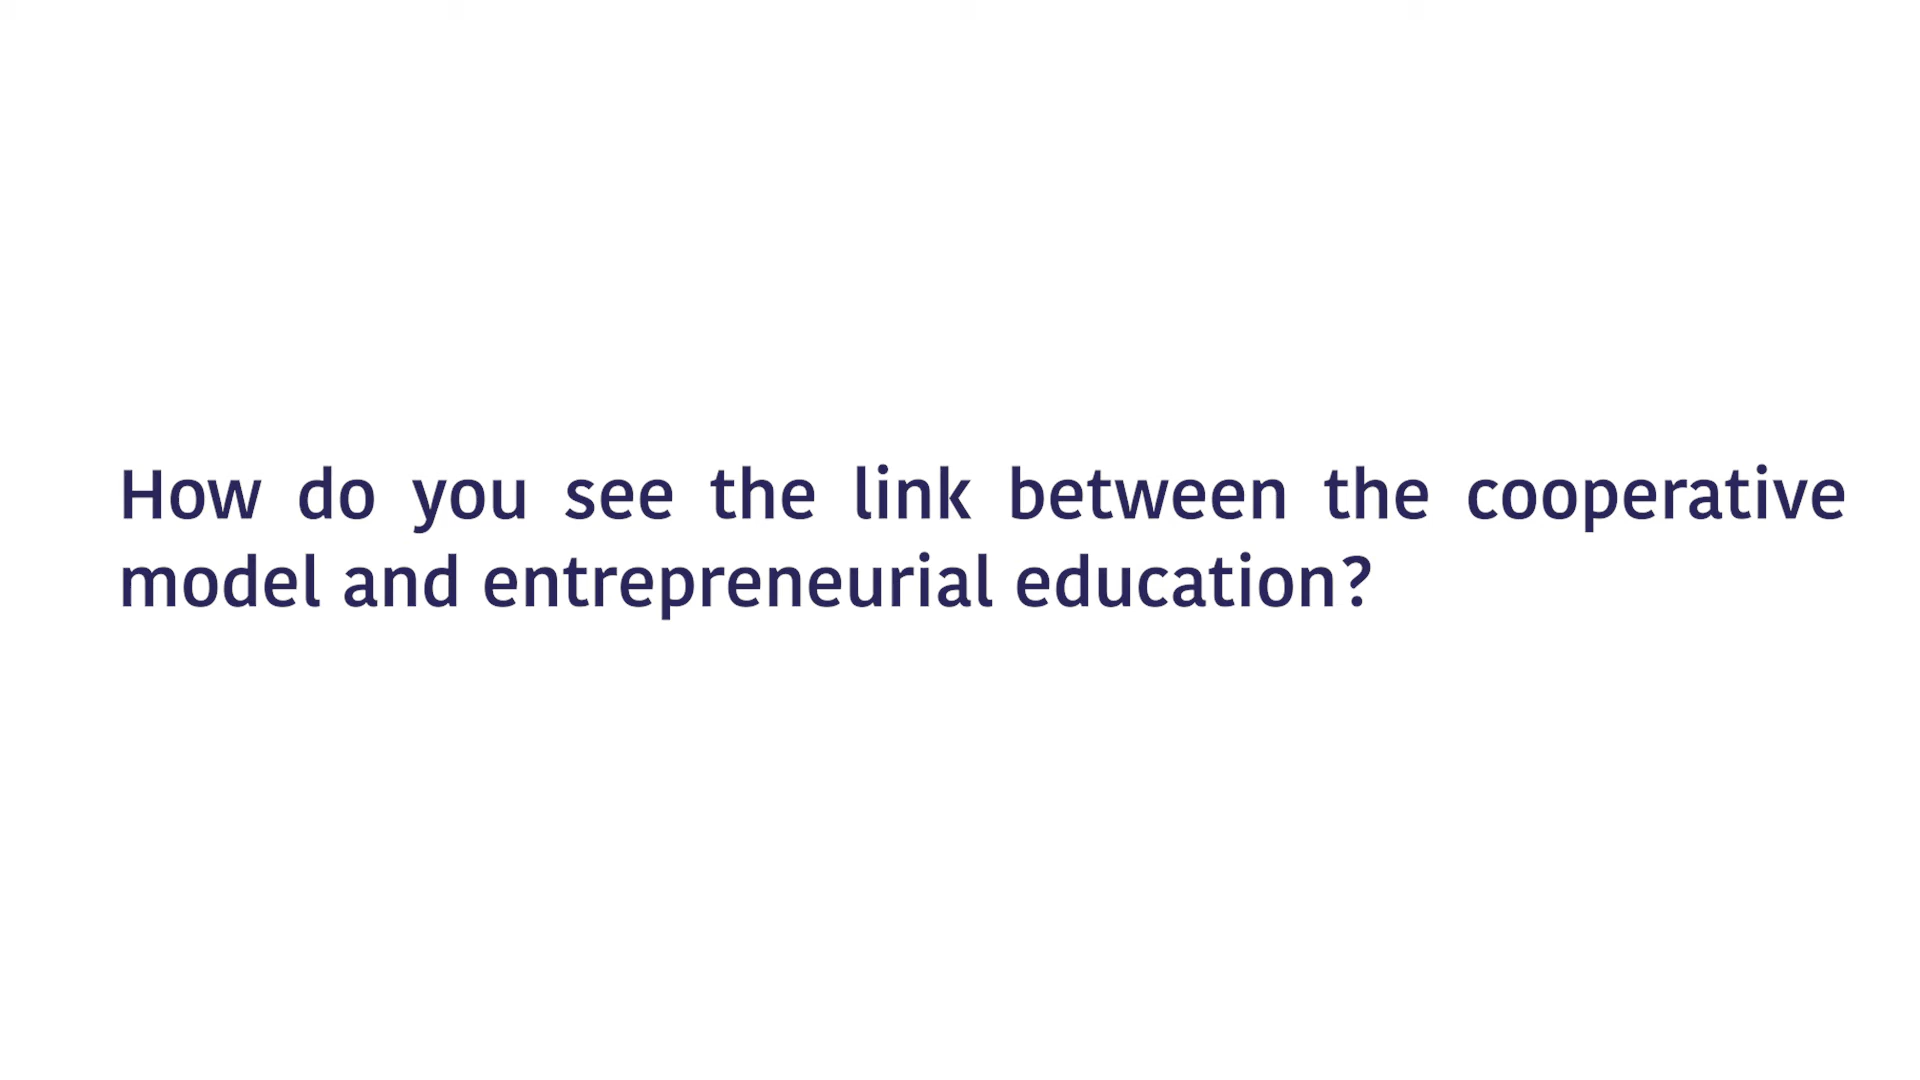 How do you see the link between the cooperative
model and entrepreneurial education?